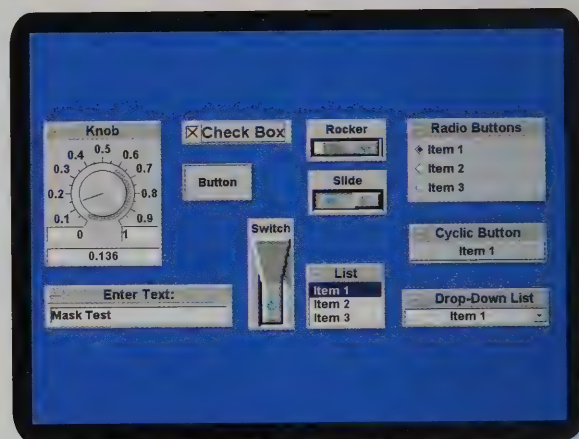 Knob
0.5
0.4 0.6
0.3 0.7
0.2 0.8
0.1 0.9
0 1
0.136
Check Box
Button
Switch
Rocker
Slide
Radio Buttons
Item 1
Item 2
Item 3
Cyclic Button
Item 1
Enter Text:
Mask Test
List
Item 1
Item 2
Item 3
Drop-Down List
Item 1